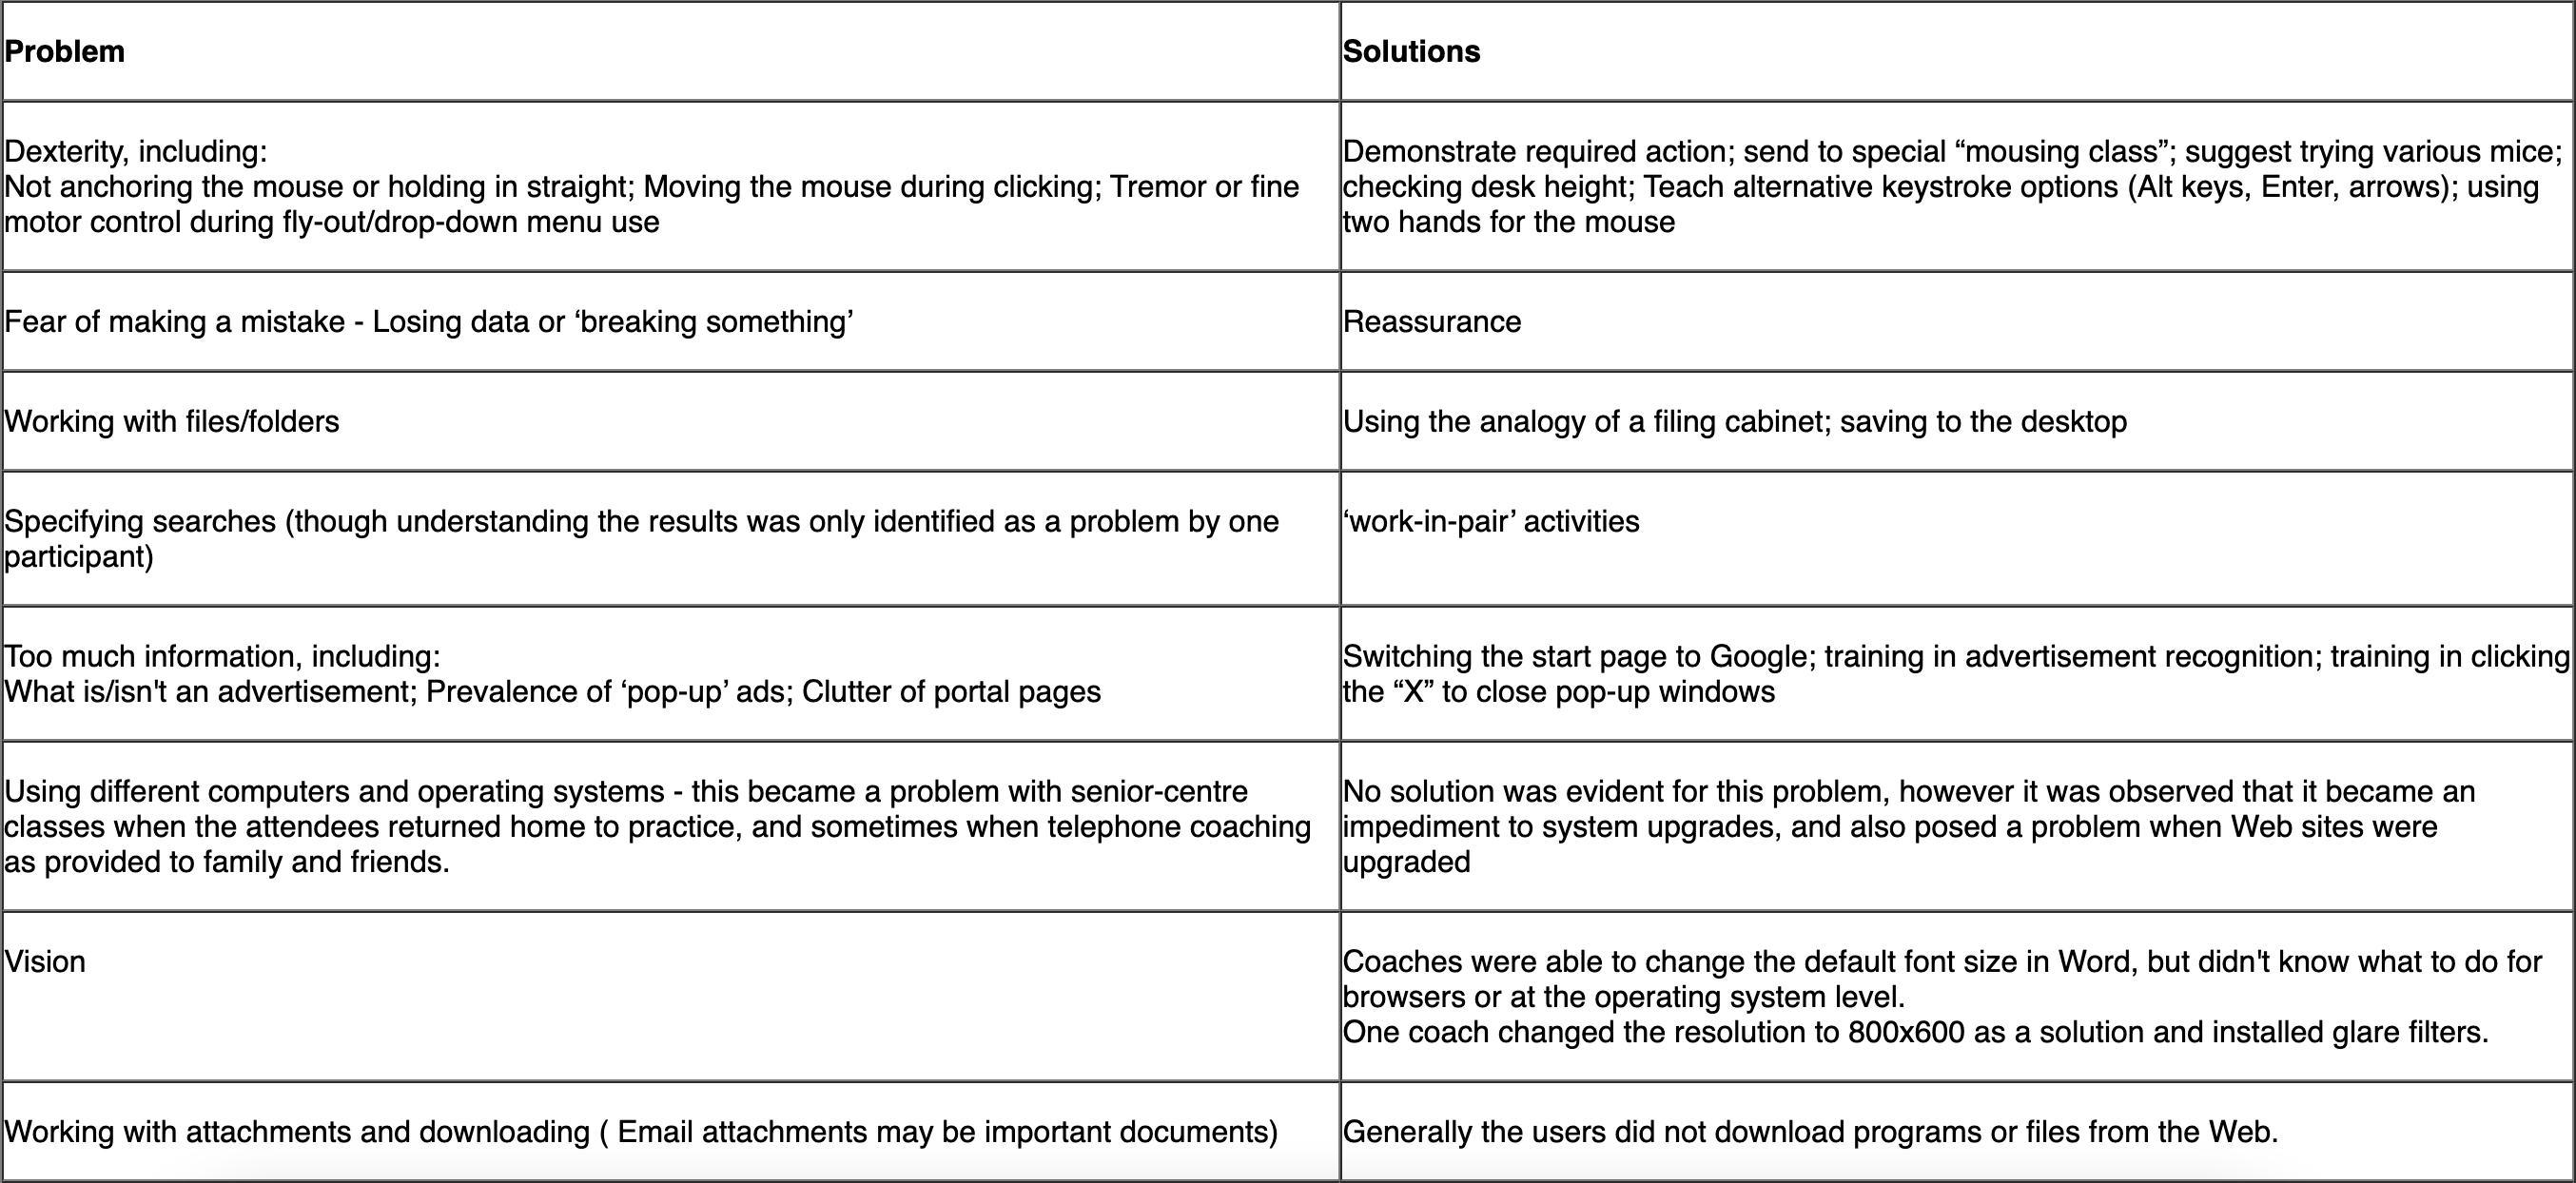 Problem
Solutions
Dexterity, including:
Not anchoring the mouse or holding in straight; Moving the mouse during clicking; Tremor or fine
motor control during fly-out/drop-down menu use
Demonstrate required action; send to special “mousing class”; suggest trying various mice;
checking desk height; Teach alternative keystroke options (Alt keys, Enter, arrows); using
two hands for the mouse
Fear of making a mistake - Losing data or ‘breaking something’
Reassurance
Working with files/folders
Using the analogy of a filing cabinet; saving to the desktop
Specifying searches (though understanding the results was only identified as a problem by one
participant)
‘work-in-pair’ activities
Too much information, including:
What is/isn't an advertisement; Prevalence of ‘pop-up’ ads; Clutter of portal pages
Switching the start page to Google; training in advertisement recognition; training in clicking
the “X” to close pop-up windows
Using different computers and operating systems - this became a problem with senior-centre
classes when the attendees returned home to practice, and sometimes when telephone coaching
as provided to family and friends.
No solution was evident for this problem, however it was observed that it became an
impediment to system upgrades, and also posed a problem when Web sites were
upgraded
Vision
Coaches were able to change the default font size in Word, but didn't know what to do for
browsers or at the operating system level.
One coach changed the resolution to 800x600 as a solution and installed glare filters.
Working with attachments and downloading ( Email attachments may be important documents)
Generally the users did not download programs or files from the Web.